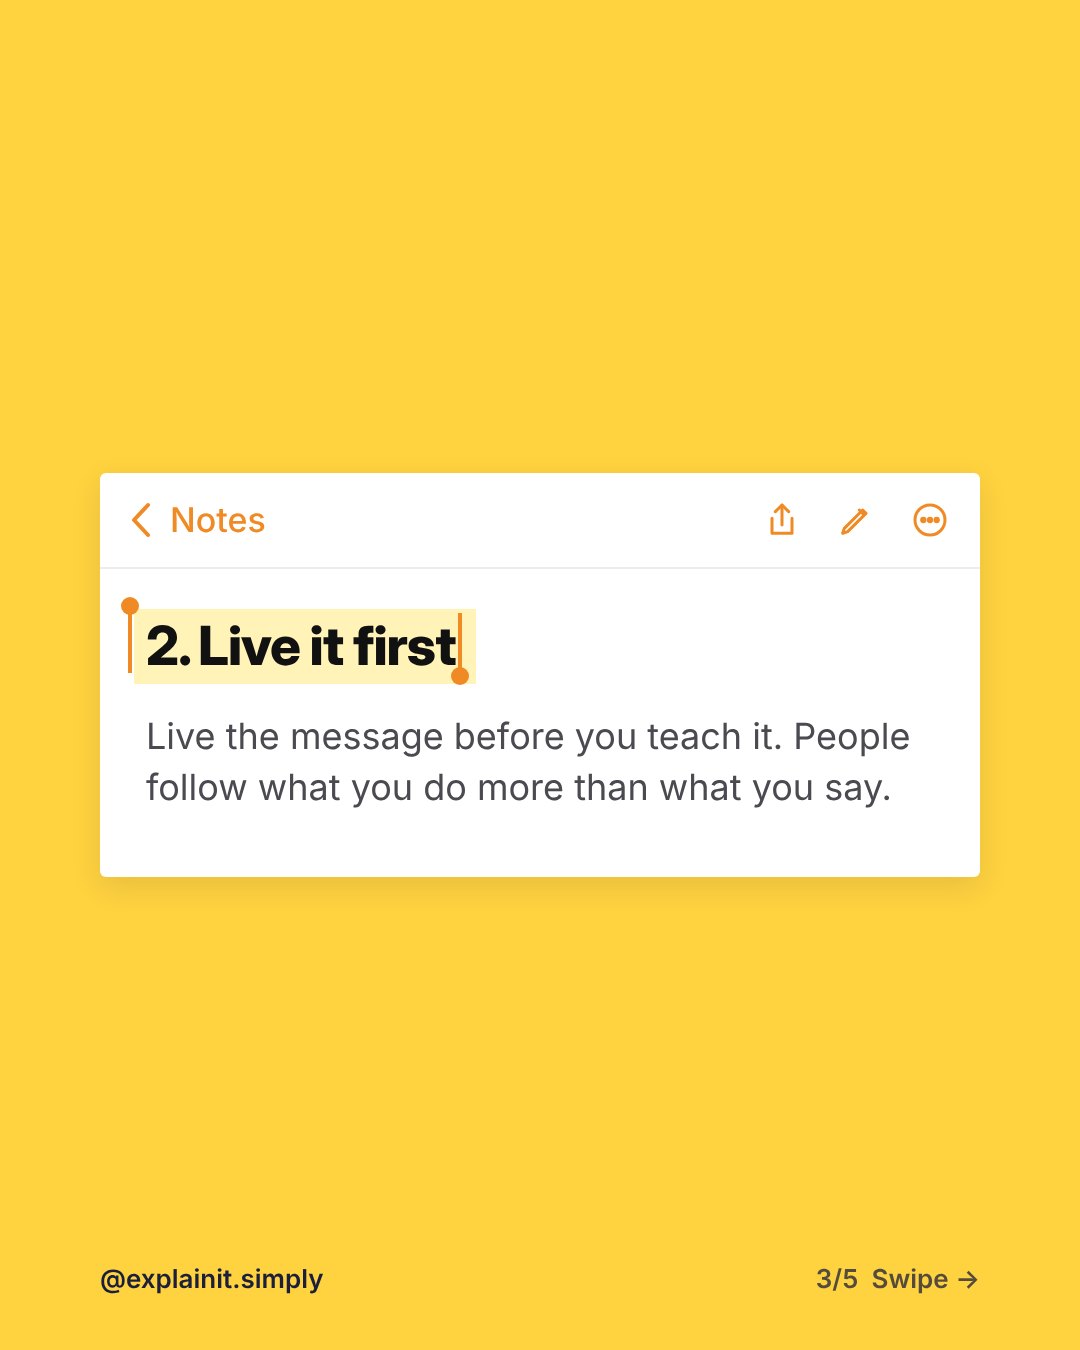 Notes
2. Live it first
Live the message before you teach it. People
follow what you do more than what you say.
@explainit.simply
3/5 Swipe →